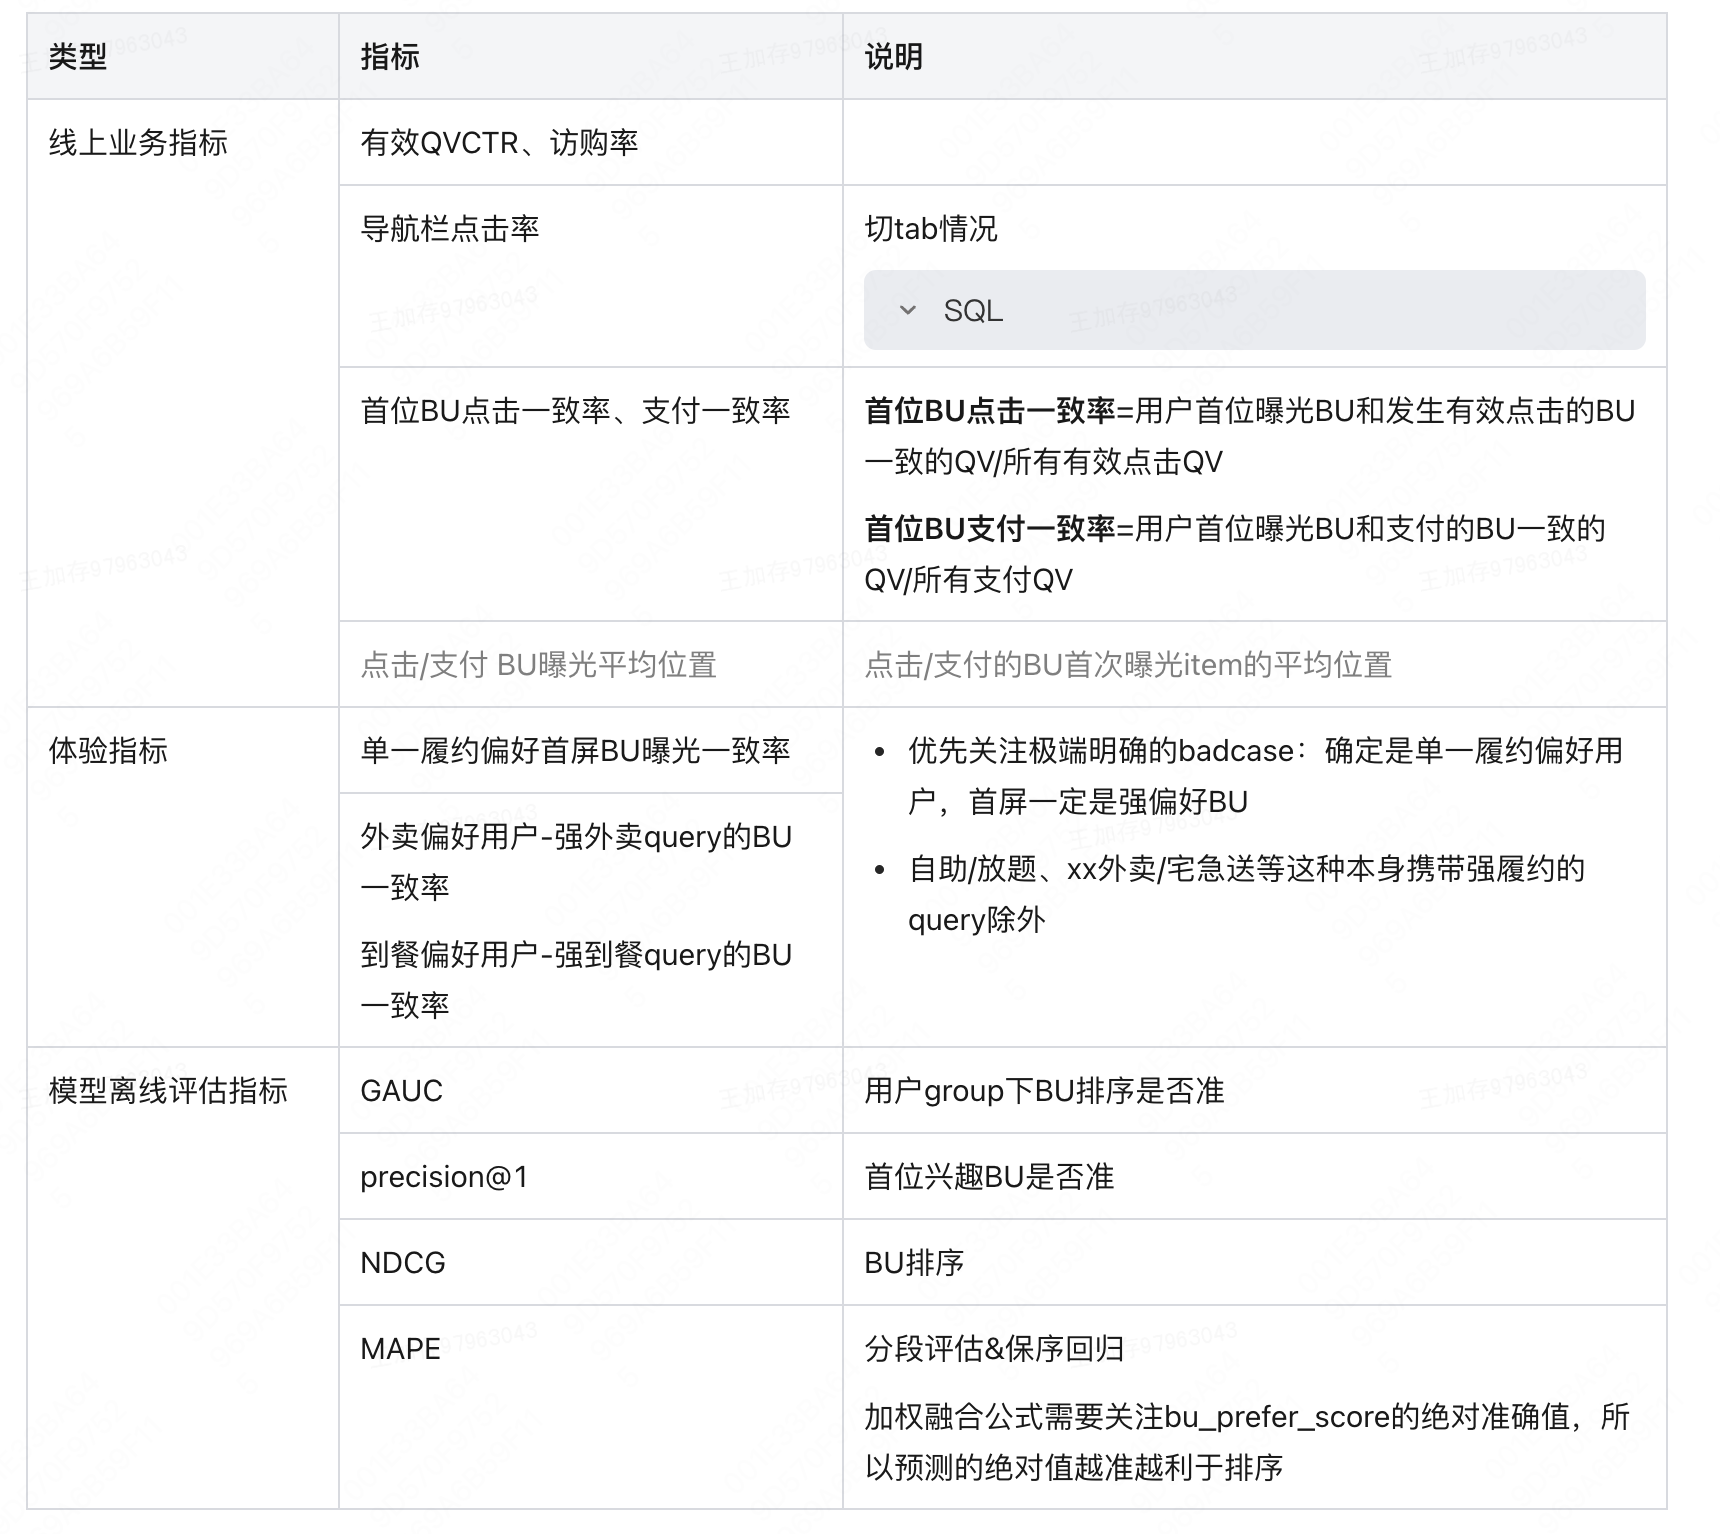 类型
指标
说明
线上业务指标
有效QVCTR、访购率
导航栏点击率
切tab情况
SQL
首位BU点击一致率、支付一致率
首位BU点击一致率=用户首位曝光BU和发生有效点击的BU
一致的QV/所有有效点击QV
首位BU支付一致率=用户首位曝光BU和支付的BU一致的
QV/所有支付QV
点击/支付 BU曝光平均位置
点击/支付的BU首次曝光item的平均位置
体验指标
单一履约偏好首屏BU曝光一致率
外卖偏好用户-强外卖query的BU
一致率
到餐偏好用户-强到餐query的BU
一致率
• 优先关注极端明确的badcase：确定是单一履约偏好用
户，首屏一定是强偏好BU
• 自助/放题、xx外卖/宅急送等这种本身携带强履约的
query除外
模型离线评估指标
GAUC
用户group下BU排序是否准
precision@1
首位兴趣BU是否准
NDCG
BU排序
MAPE
分段评估&保序回归
加权融合公式需要关注bu_prefer_score的绝对准确值，所
以预测的绝对值越准越利于排序
王加存97963043